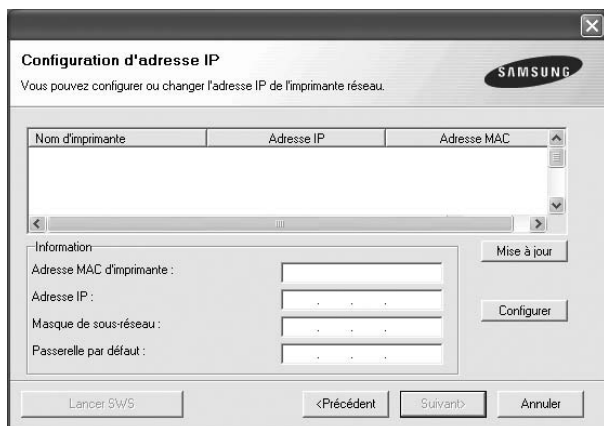 Configuration d'adresse IP
Vous pouvez configurer ou changer l'adresse IP de l'imprimante réseau.
SAMSUNG
Nom d'imprimante Adresse IP Adresse MAC
Information
Adresse MAC d'imprimante :
Adresse IP :
Masque de sous-réseau :
Passerelle par défaut :
Mise à jour
Configurer
Lancer SWS <Précédent Suivant> Annuler